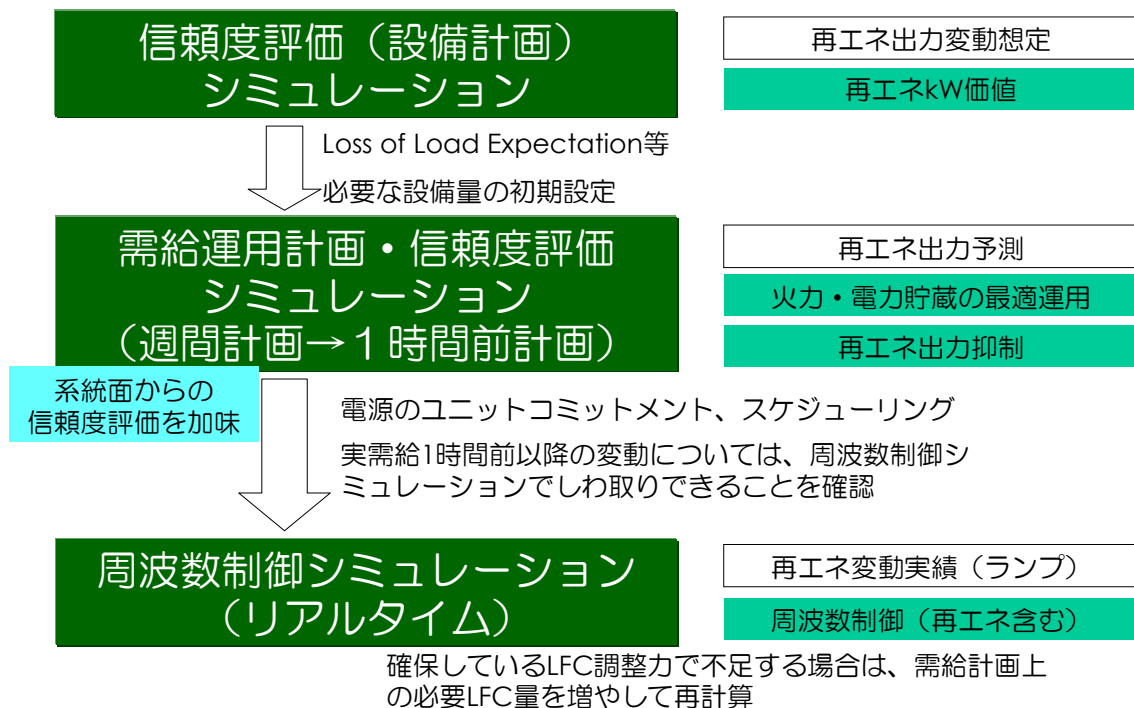 信頼度評価（設備計画）
シミュレーション
再エネ出力変動想定
再エネkW価値
Loss of Load Expectation等
必要な設備量の初期設定
需給運用計画・信頼度評価
シミュレーション
（週間計画→１時間前計画）
再エネ出力予測
火力・電力貯蔵の最適運用
再エネ出力抑制
系統面からの
信頼度評価を加味
電源のユニットコミットメント、スケジューリング
実需給1時間前以降の変動については、周波数制御シ
ミュレーションでしわ取りできることを確認
周波数制御シミュレーション
（リアルタイム）
再エネ変動実績（ランプ）
周波数制御（再エネ含む）
確保しているLFC調整力で不足する場合は、需給計画上
の必要LFC量を増やして再計算